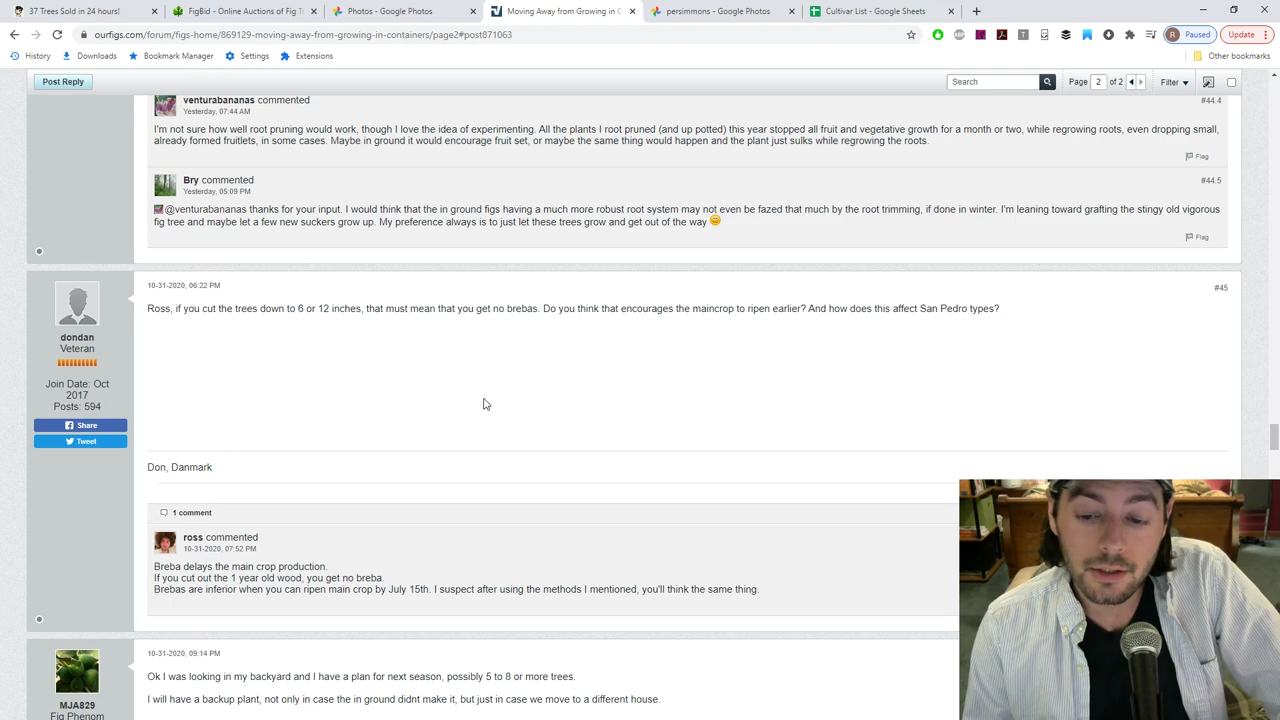 37 Trees Sold in 24 hours!
FigBid - Online Auctions of Fig T
Photos - Google Photos
Moving Away from Growing in C
persimmons - Google Photos
Cultivar List - Google Sheets
ourfigs.com/forum/figs-home/869129-moving-away-from-growing-in-containers/page2#post871063
R Paused
Update
History
Downloads
Bookmark Manager
Settings
Extensions
Other bookmarks
Post Reply
Search
Page 2 of 2
Filter
venturabananas commented
#44.4
Yesterday, 07:44 AM
I'm not sure how well root pruning would work, though I love the idea of experimenting. All the plants I root pruned (and up potted) this year stopped all fruit and vegetative growth for a month or two, while regrowing roots, even dropping small,
already formed fruitlets, in some cases. Maybe in ground it would encourage fruit set, or maybe the same thing would happen and the plant just sulks while regrowing the roots.
Flag
Bry commented
#44.5
Yesterday, 05:09 PM
@venturabananas thanks for your input. I would think that the in ground figs having a much more robust root system may not even be fazed that much by the root trimming, if done in winter. I'm leaning toward grafting the stingy old vigorous
fig tree and maybe let a few new suckers grow up. My preference always is to just let these trees grow and get out of the way
Flag
10-31-2020, 06:22 PM
#45
Ross, if you cut the trees down to 6 or 12 inches, that must mean that you get no brebas. Do you think that encourages the maincrop to ripen earlier? And how does this affect San Pedro types?
dondan
Veteran
Join Date: Oct
2017
Posts: 594
Share
Tweet
Don, Danmark
1 comment
ross commented
10-31-2020, 07:52 PM
Breba delays the main crop production.
If you cut out the 1 year old wood, you get no breba.
Brebas are inferior when you can ripen main crop by July 15th. I suspect after using the methods I mentioned, you'll think the same thing.
10-31-2020, 09:14 PM
Ok I was looking in my backyard and I have a plan for next season, possibly 5 to 8 or more trees.
I will have a backup plant, not only in case the in ground didnt make it, but just in case we move to a different house.
MJA829
Fig Phenom